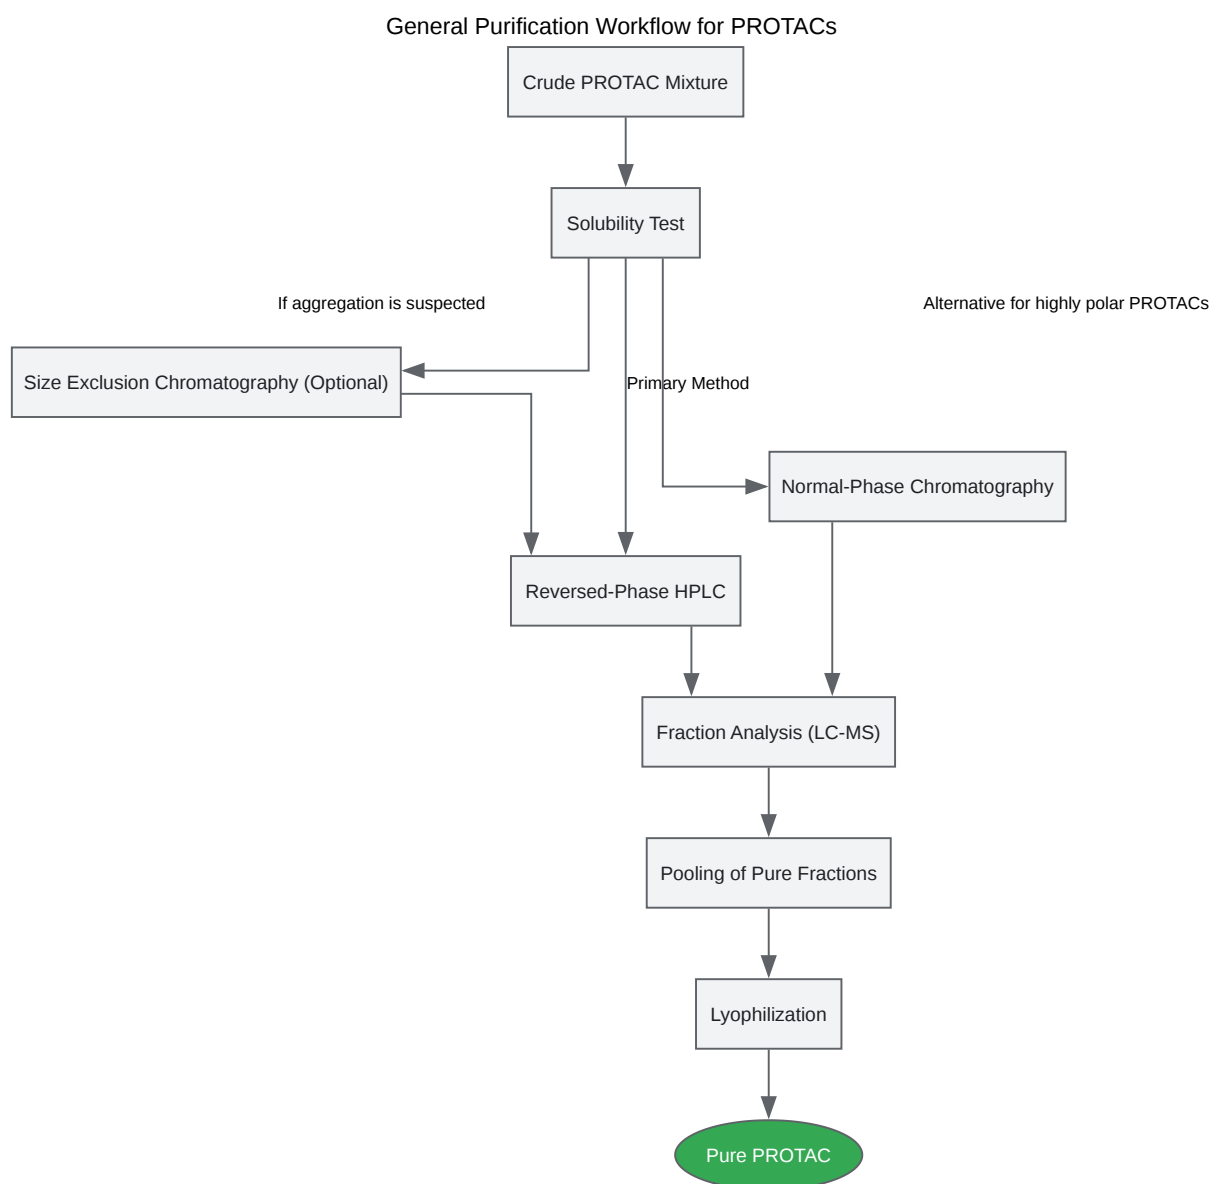 General Purification Workflow for PROTACs
Crude PROTAC Mixture
Solubility Test
If aggregation is suspected
Alternative for highly polar PROTACs
Size Exclusion Chromatography (Optional)
Primary Method
Normal-Phase Chromatography
Reversed-Phase HPLC
Fraction Analysis (LC-MS)
Pooling of Pure Fractions
Lyophilization
Pure PROTAC